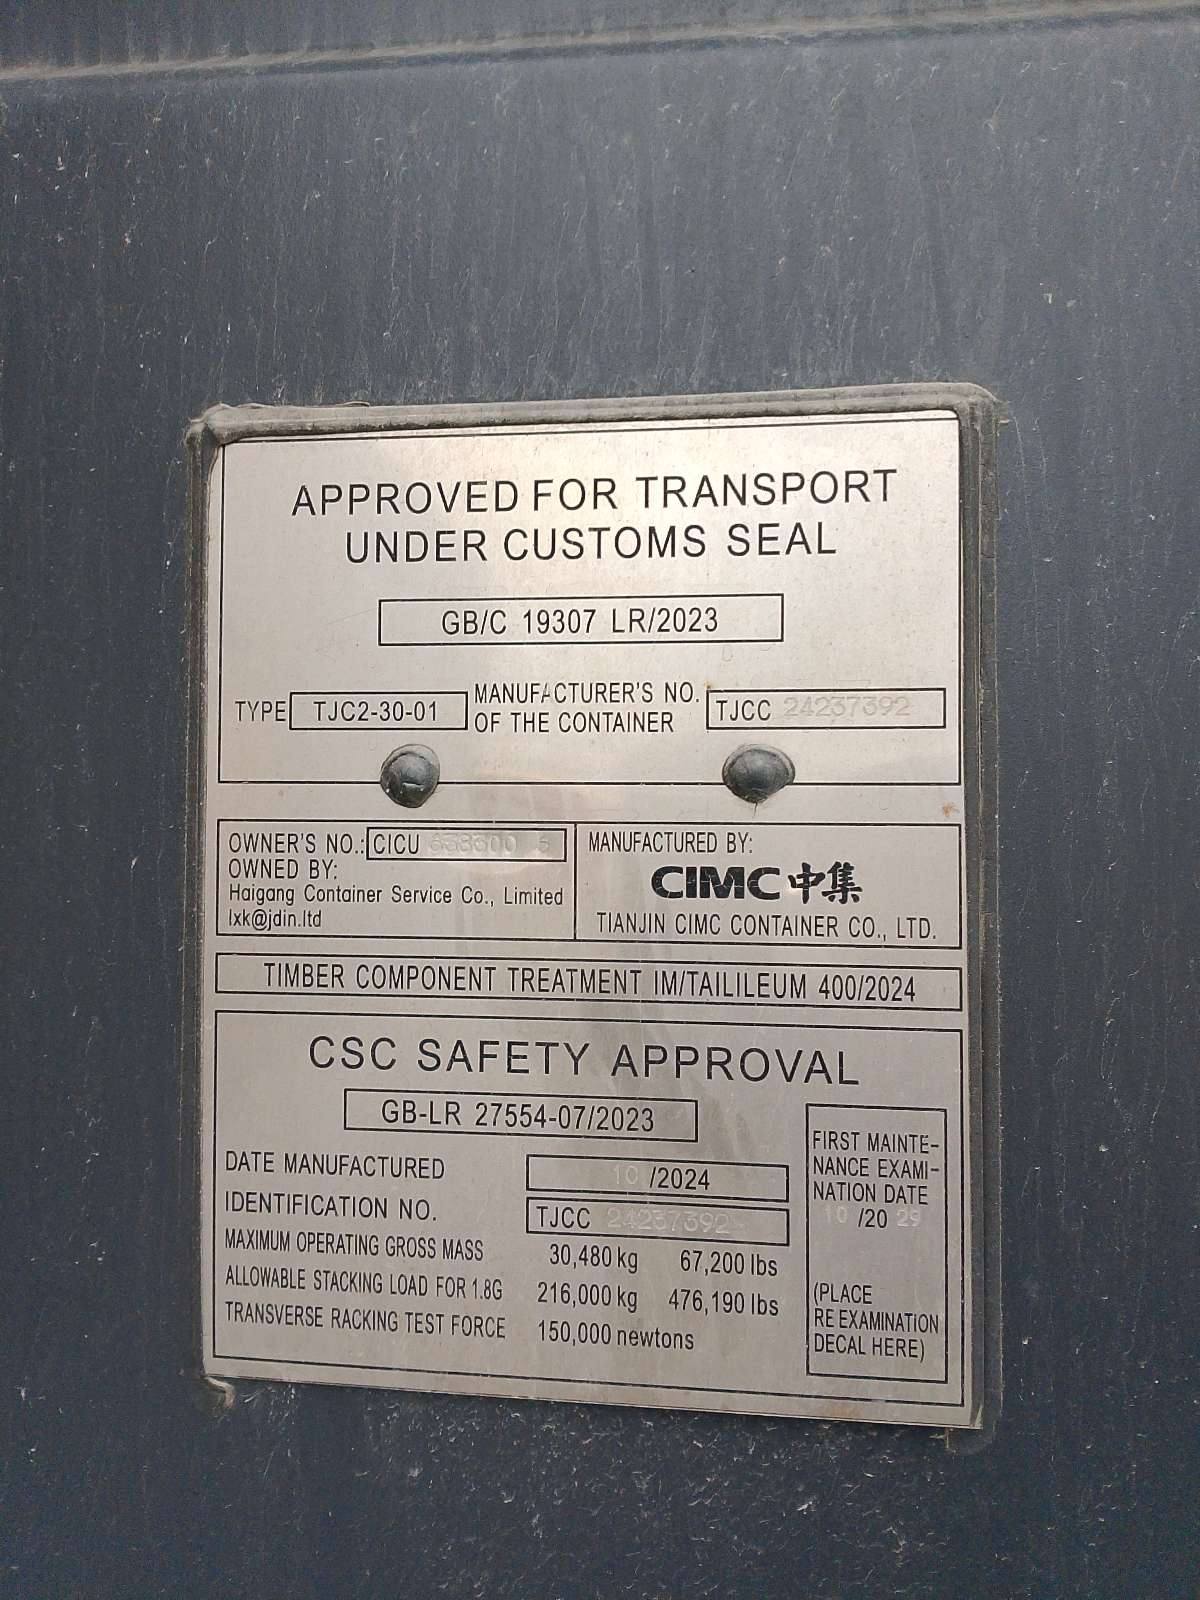 APPROVED FOR TRANSPORT
UNDER CUSTOMS SEAL
GB/C 19307 LR/2023
TYPE TJC2-30-01
MANUFACTURER'S NO.
OF THE CONTAINER
TJCC 24237392
OWNER'S NO.: CICU
OWNED BY:
Haigang Container Service Co., Limited
lxk@jdin.ltd
MANUFACTURED BY:
CIMC 中集
TIANJIN CIMC CONTAINER CO., LTD.
TIMBER COMPONENT TREATMENT IM/TAILILEUM 400/2024
CSC SAFETY APPROVAL
GB-LR 27554-07/2023
DATE MANUFACTURED 10 /2024
IDENTIFICATION NO. TJCC 24237392
MAXIMUM OPERATING GROSS MASS 30,480 kg 67,200 lbs
ALLOWABLE STACKING LOAD FOR 1.8G 216,000 kg 476,190 lbs
TRANSVERSE RACKING TEST FORCE 150,000 newtons
FIRST MAINTE-
NANCE EXAMI-
NATION DATE
10 /20 29
(PLACE
RE EXAMINATION
DECAL HERE)